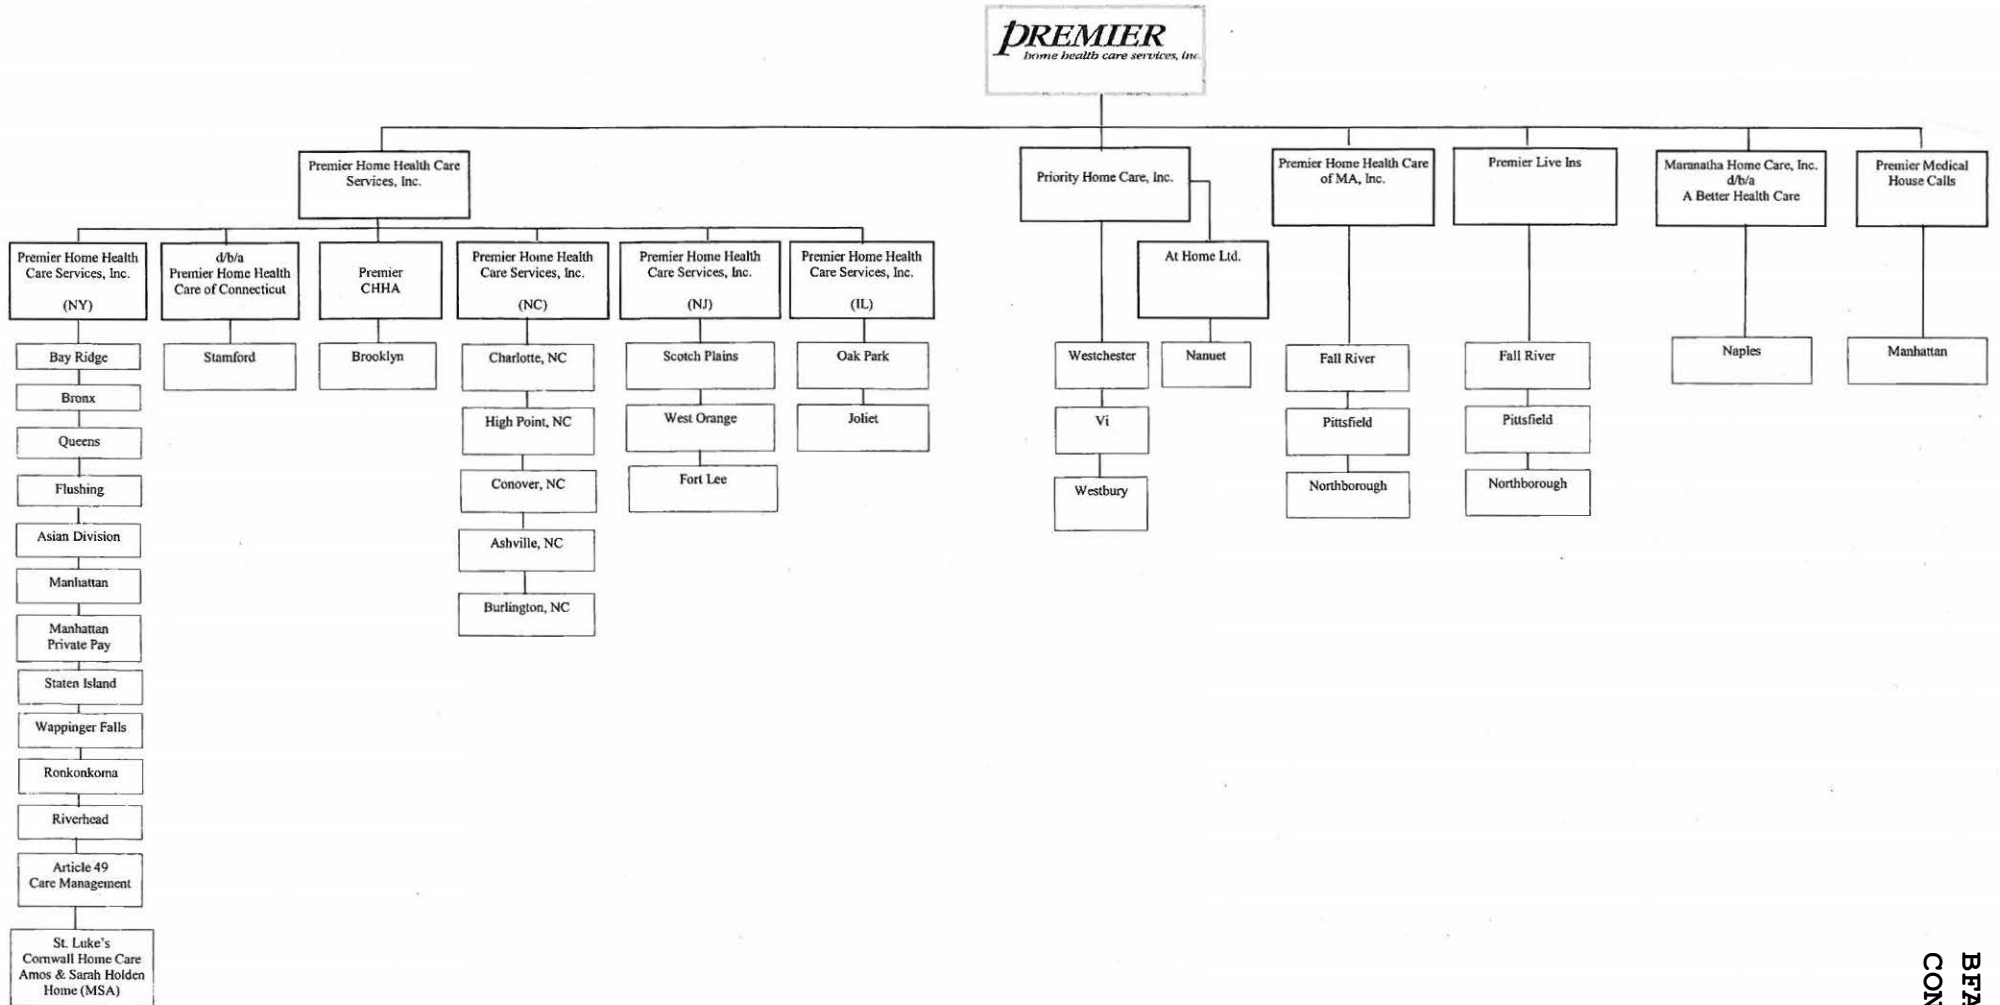 PREMIER
home health care services, inc.
Premier Home Health Care
Services, Inc.
Priority Home Care, Inc.
Premier Home Health Care
of MA, Inc.
Premier Live Ins
Maranatha Home Care, Inc.
d/b/a
A Better Health Care
Premier Medical
House Calls
Premier Home Health
Care Services, Inc.
(NY)
d/b/a
Premier Home Health
Care of Connecticut
Premier
CHHA
Premier Home Health
Care Services, Inc.
(NC)
Premier Home Health
Care Services, Inc.
(NJ)
Premier Home Health
Care Services, Inc.
(IL)
At Home Ltd.
Bay Ridge
Bronx
Queens
Flushing
Asian Division
Manhattan
Manhattan
Private Pay
Staten Island
Wappinger Falls
Ronkonkoma
Riverhead
Article 49
Care Management
St. Luke's
Cornwall Home Care
Amos & Sarah Holden
Home (MSA)
Stamford
Brooklyn
Charlotte, NC
High Point, NC
Conover, NC
Ashville, NC
Burlington, NC
Scotch Plains
West Orange
Fort Lee
Oak Park
Joliet
Westchester
Vi
Westbury
Nanuet
Fall River
Pittsfield
Northborough
Fall River
Pittsfield
Northborough
Naples
Manhattan
BFA
CON